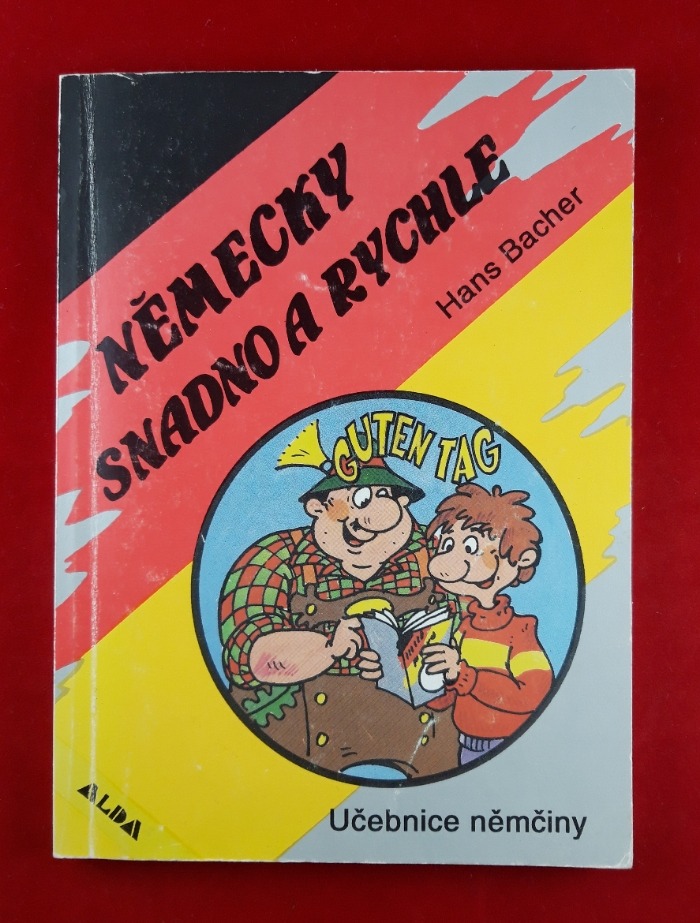 NĚMECKY
SNADNO A RYCHLE
Hans Bacher
GUTEN TAG
Učebnice němčiny
ALDA